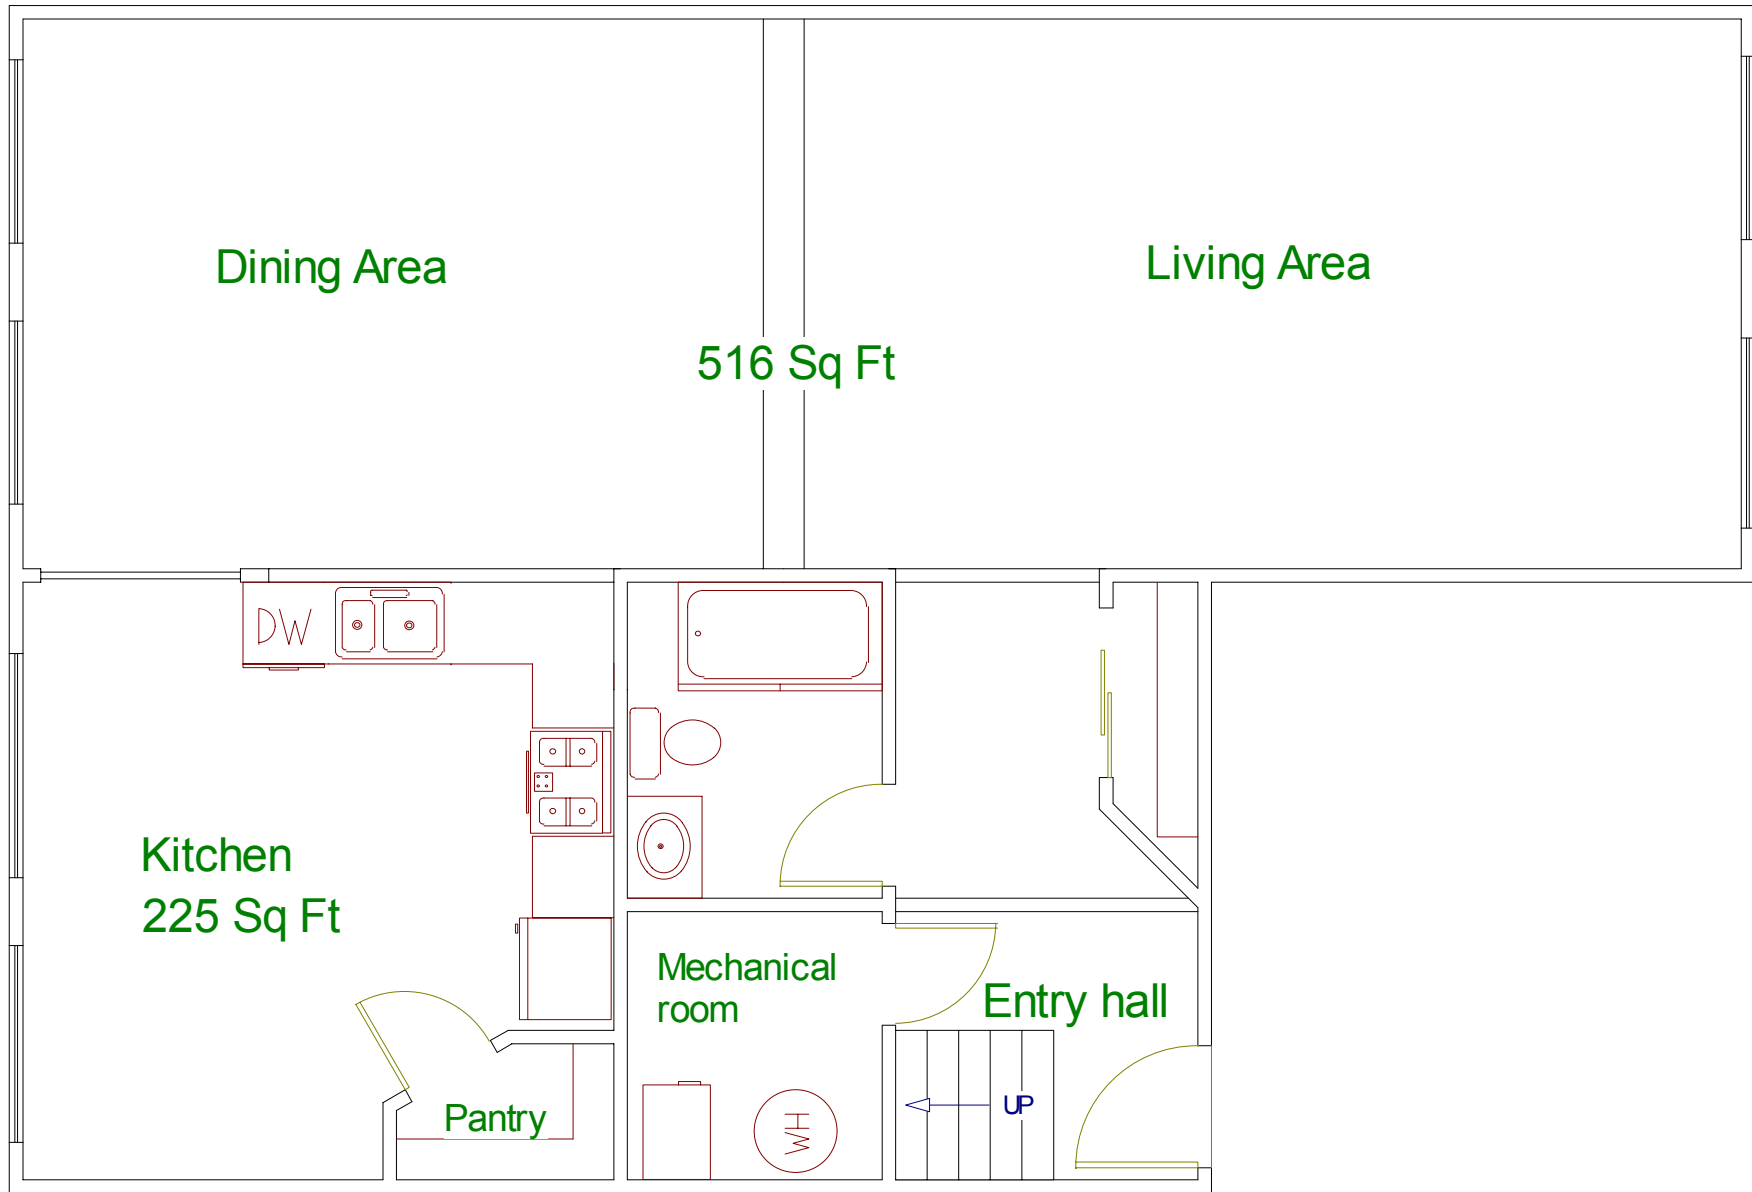 Dining Area
Living Area
516 Sq Ft
DW
Kitchen
225 Sq Ft
Mechanical
room
Entry hall
UP
Pantry
WH